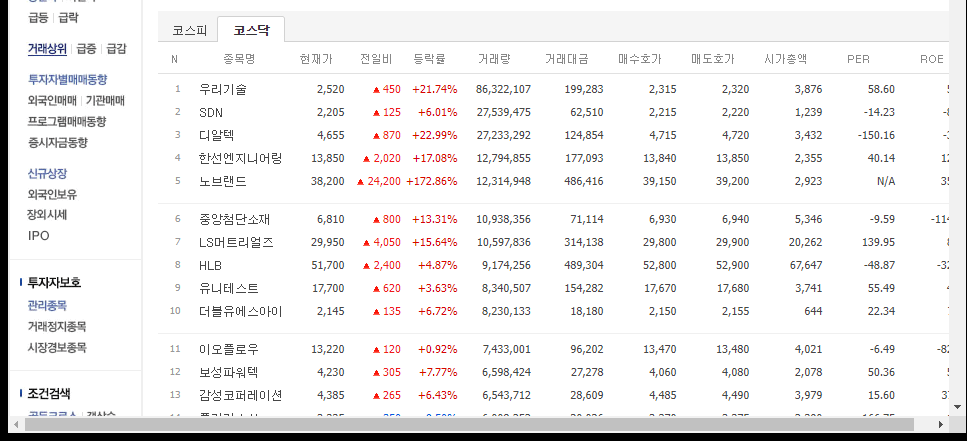 급등 급락
거래상위 급증 급감
투자자별매매동향
외국인매매 기관매매
프로그램매매동향
증시자금동향
신규상장
외국인보유
장외시세
IPO
투자자보호
관리종목
거래정지종목
시장경보종목
조건검색
코스피 코스닥
N 종목명 현재가 전일비 등락률 거래량 거래대금 매수호가 매도호가 시가총액 PER ROE
1 우리기술 2,520 ▲ 450 +21.74% 86,322,107 199,283 2,315 2,320 3,876 58.60
2 SDN 2,205 ▲ 125 +6.01% 27,539,475 62,510 2,215 2,220 1,239 -14.23
3 디알텍 4,655 ▲ 870 +22.99% 27,233,292 124,854 4,715 4,720 3,432 -150.16
4 한선엔지니어링 13,850 ▲ 2,020 +17.08% 12,794,855 177,093 13,840 13,850 2,355 40.14
5 노브랜드 38,200 ▲ 24,200 +172.86% 12,314,948 486,416 39,150 39,200 2,923 N/A
6 중앙첨단소재 6,810 ▲ 800 +13.31% 10,938,356 71,114 6,930 6,940 5,346 -9.59
7 LS머트리얼즈 29,950 ▲ 4,050 +15.64% 10,597,836 314,138 29,800 29,900 20,262 139.95
8 HLB 51,700 ▲ 2,400 +4.87% 9,174,256 489,304 52,800 52,900 67,647 -48.87
9 유니테스트 17,700 ▲ 620 +3.63% 8,340,507 154,282 17,670 17,680 3,741 55.49
10 더블유에스아이 2,145 ▲ 135 +6.72% 8,230,133 18,180 2,150 2,155 644 22.34
11 이오플로우 13,220 ▲ 120 +0.92% 7,433,001 96,202 13,470 13,480 4,021 -6.49
12 보성파워텍 4,230 ▲ 305 +7.77% 6,598,424 27,278 4,060 4,080 2,078 50.36
13 감성코퍼레이션 4,385 ▲ 265 +6.43% 6,543,712 28,609 4,485 4,490 3,979 15.60